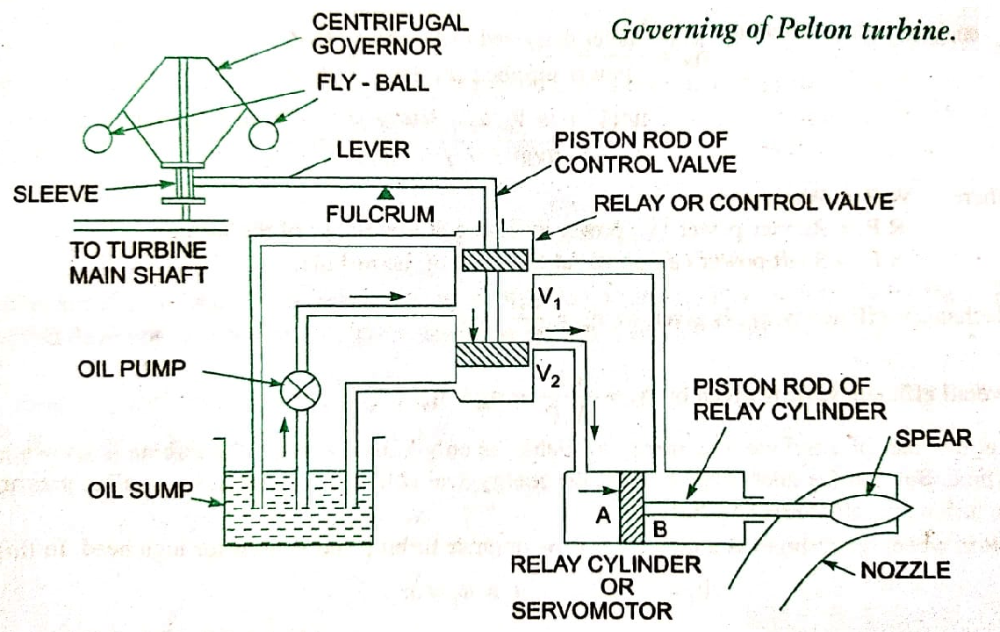 Governing of Pelton turbine.
CENTRIFUGAL
GOVERNOR
FLY - BALL
LEVER
PISTON ROD OF
CONTROL VALVE
SLEEVE
FULCRUM
RELAY OR CONTROL VALVE
TO TURBINE
MAIN SHAFT
V₁
OIL PUMP
V₂
PISTON ROD OF
RELAY CYLINDER
SPEAR
OIL SUMP
A
B
RELAY CYLINDER
OR
SERVOMOTOR
NOZZLE